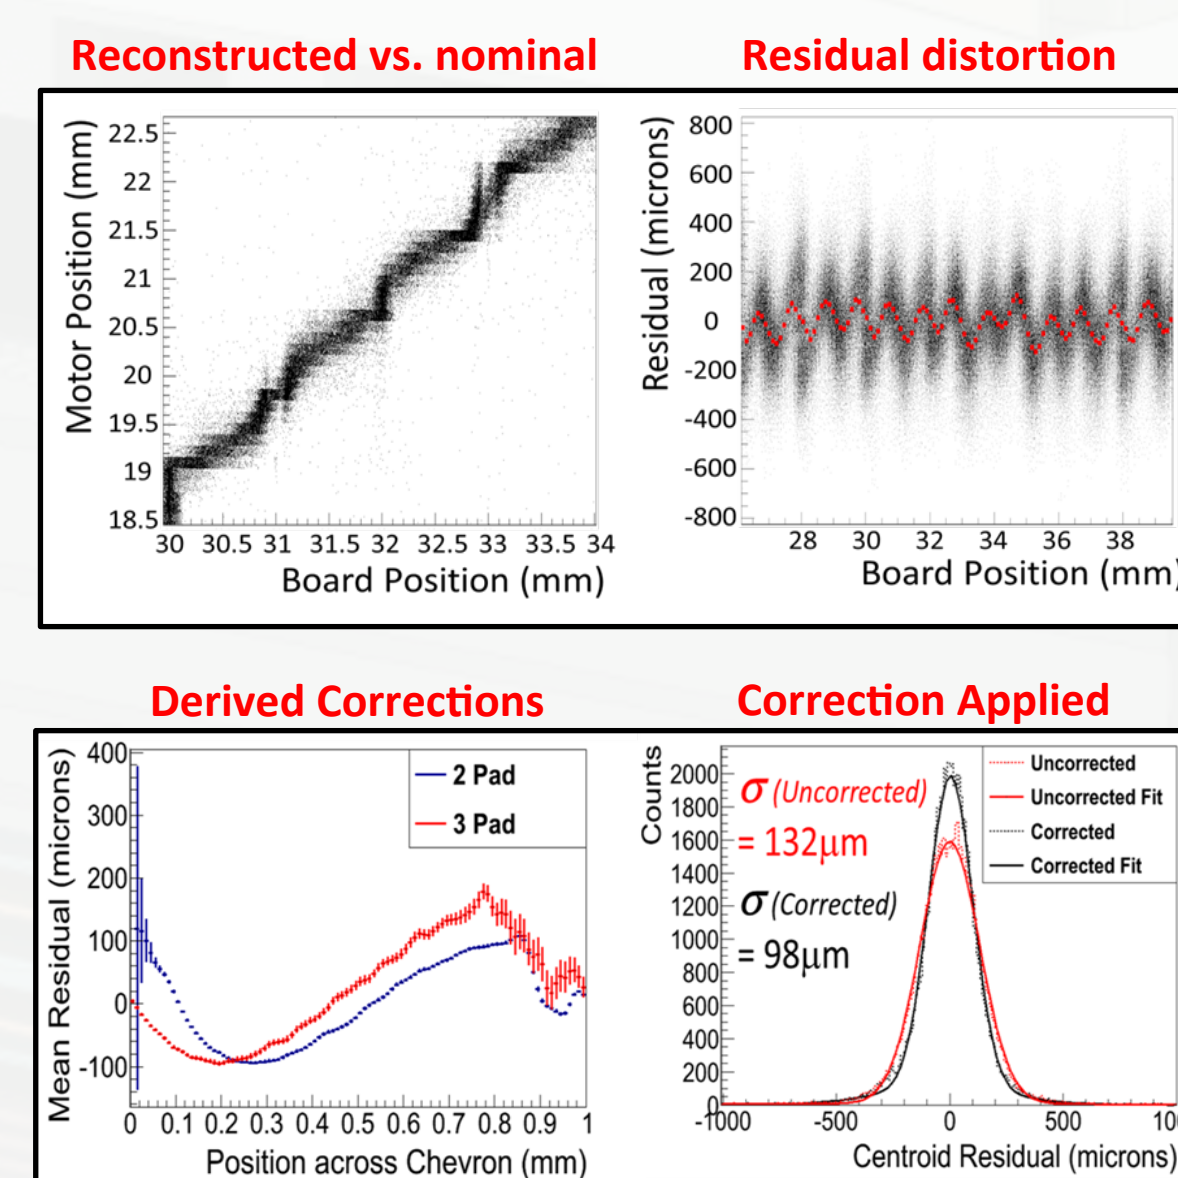 Reconstructed vs. nominal
Residual distortion
Motor Position (mm)
22.5
22
21.5
21
20.5
20
19.5
19
18.5
30 30.5 31 31.5 32 32.5 33 33.5 34
Board Position (mm)
Residual (microns)
800
600
400
200
0
-200
-400
-600
-800
28 30 32 34 36 38
Board Position (mm)
Derived Corrections
Correction Applied
Mean Residual (microns)
400
300
200
100
0
-100
2 Pad
3 Pad
0 0.1 0.2 0.3 0.4 0.5 0.6 0.7 0.8 0.9 1
Position across Chevron (mm)
Counts
2000
1800
1600
1400
1200
1000
800
600
400
200
0
σ (Uncorrected)
= 132μm
σ (Corrected)
= 98μm
Uncorrected
Uncorrected Fit
Corrected
Corrected Fit
-1000 -500 0 500
Centroid Residual (microns)